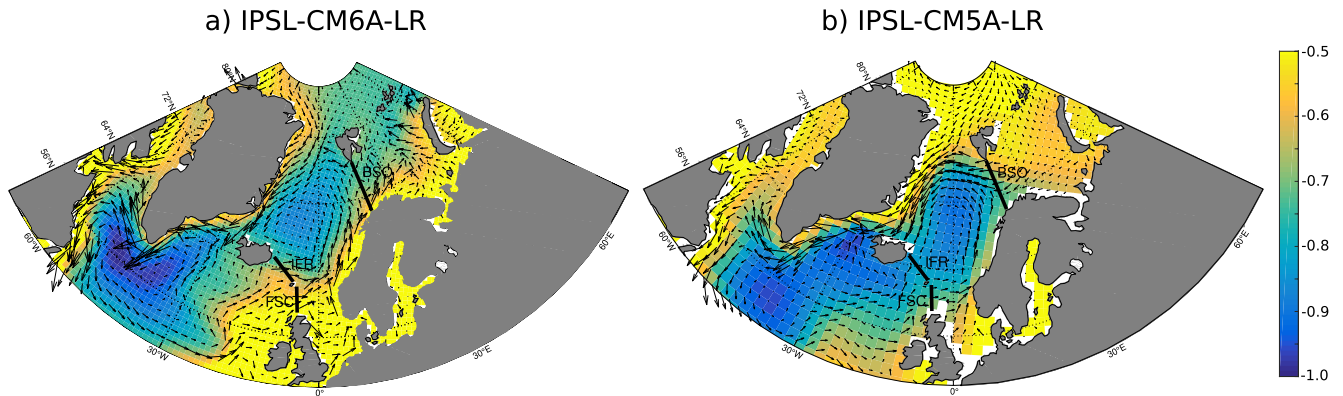 a) IPSL-CM6A-LR
b) IPSL-CM5A-LR
80°N
72°N
64°N
56°N
60°W
30°W
0°
30°E
60°E
BSO
IFR
FSC
80°N
72°N
64°N
56°N
60°W
30°W
0°
30°E
60°E
BSO
IFR
FSC
-0.5
-0.6
-0.7
-0.8
-0.9
-1.0